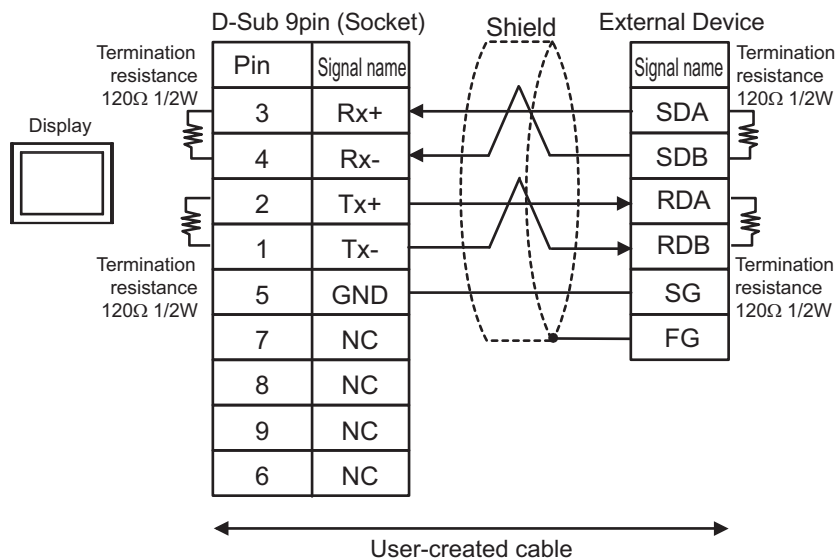 D-Sub 9pin (Socket)
Shield
External Device
Termination
resistance
120Ω 1/2W
Termination
resistance
120Ω 1/2W
Display
Pin Signal name
3 Rx+
4 Rx-
2 Tx+
1 Tx-
5 GND
7 NC
8 NC
9 NC
6 NC
Signal name
SDA
SDB
RDA
RDB
SG
FG
Termination
resistance
120Ω 1/2W
Termination
resistance
120Ω 1/2W
User-created cable